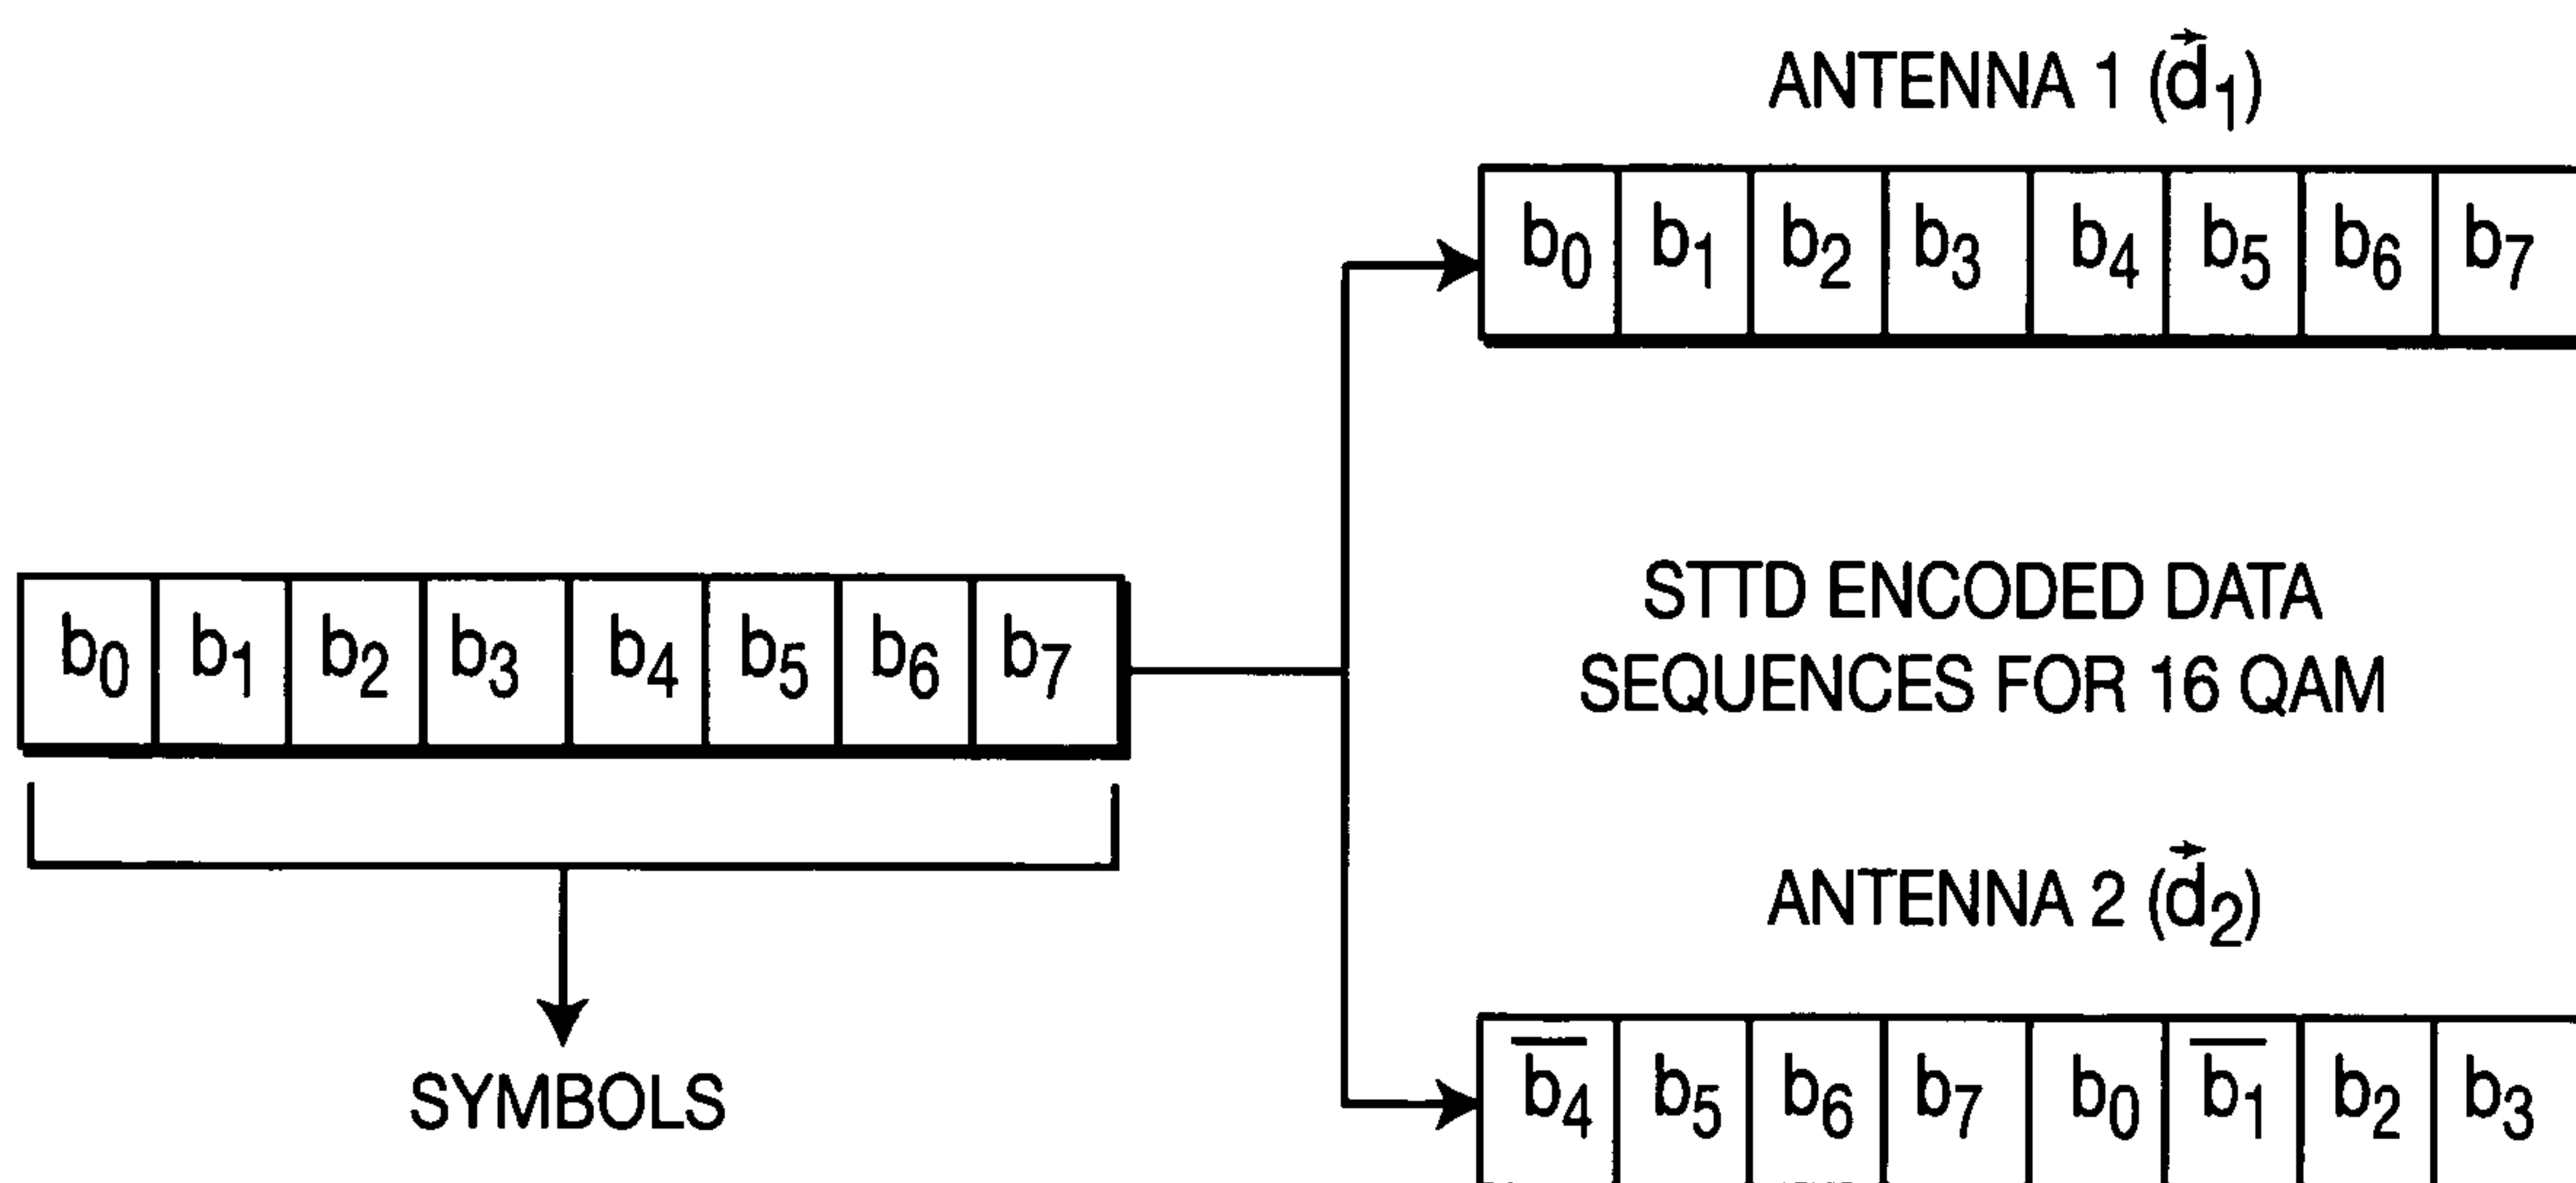 ANTENNA 1 (d⃗₁)
b₀ b₁ b₂ b₃ b₄ b₅ b₆ b₇
STTD ENCODED DATA
SEQUENCES FOR 16 QAM
b₀ b₁ b₂ b₃ b₄ b₅ b₆ b₇
SYMBOLS
ANTENNA 2 (d⃗₂)
b̅₄ b₅ b₆ b₇ b₀ b̅₁ b₂ b₃